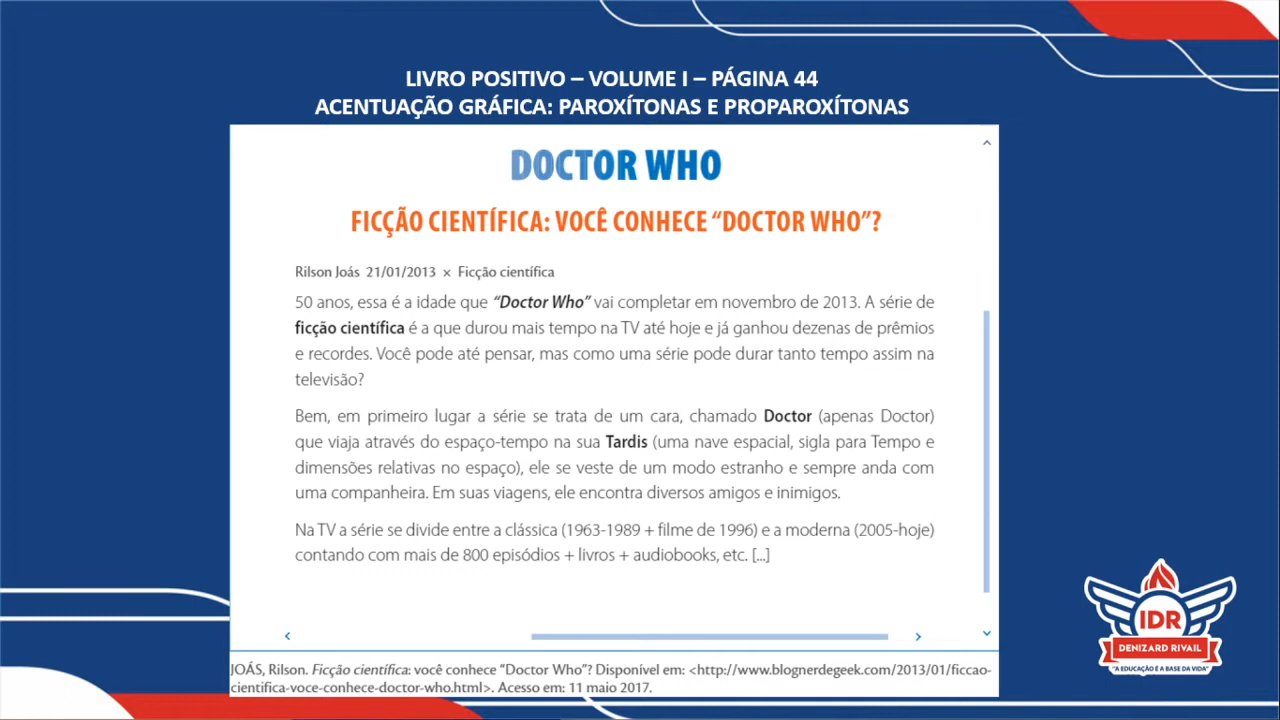 LIVRO POSITIVO – VOLUME I – PÁGINA 44
ACENTUAÇÃO GRÁFICA: PAROXÍTONAS E PROPAROXÍTONAS
DOCTOR WHO
FICÇÃO CIENTÍFICA: VOCÊ CONHECE “DOCTOR WHO”?
Rilson Joás 21/01/2013 × Ficção científica
50 anos, essa é a idade que “Doctor Who” vai completar em novembro de 2013. A série de
ficção científica é a que durou mais tempo na TV até hoje e já ganhou dezenas de prêmios
e recordes. Você pode até pensar, mas como uma série pode durar tanto tempo assim na
televisão?
Bem, em primeiro lugar a série se trata de um cara, chamado Doctor (apenas Doctor)
que viaja através do espaço-tempo na sua Tardis (uma nave espacial, sigla para Tempo e
dimensões relativas no espaço), ele se veste de um modo estranho e sempre anda com
uma companheira. Em suas viagens, ele encontra diversos amigos e inimigos.
Na TV a série se divide entre a clássica (1963-1989 + filme de 1996) e a moderna (2005-hoje)
contando com mais de 800 episódios + livros + audiobooks, etc. [...]
JOÁS, Rilson. Ficção científica: você conhece “Doctor Who”? Disponível em: <http://www.blognerdegeek.com/2013/01/ficcao-
cientifica-voce-conhece-doctor-who.html>. Acesso em: 11 maio 2017.
IDR
DENIZARD RIVAIL
“A EDUCAÇÃO É A BASE DA VIDA”